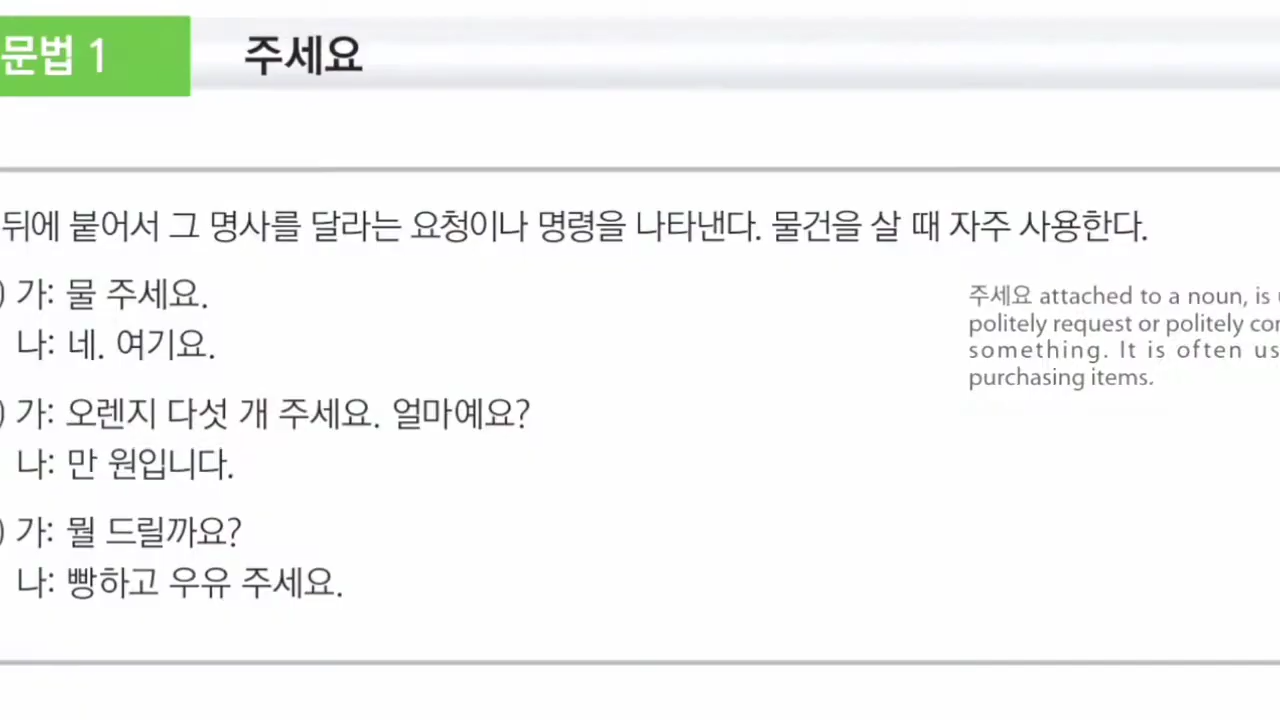 문법 1
주세요
뒤에 붙어서 그 명사를 달라는 요청이나 명령을 나타낸다. 물건을 살 때 자주 사용한다.
) 가: 물 주세요.
나: 네. 여기요.
) 가: 오렌지 다섯 개 주세요. 얼마예요?
나: 만 원입니다.
) 가: 뭘 드릴까요?
나: 빵하고 우유 주세요.
주세요 attached to a noun, is
politely request or politely
something. It is often
purchasing items.